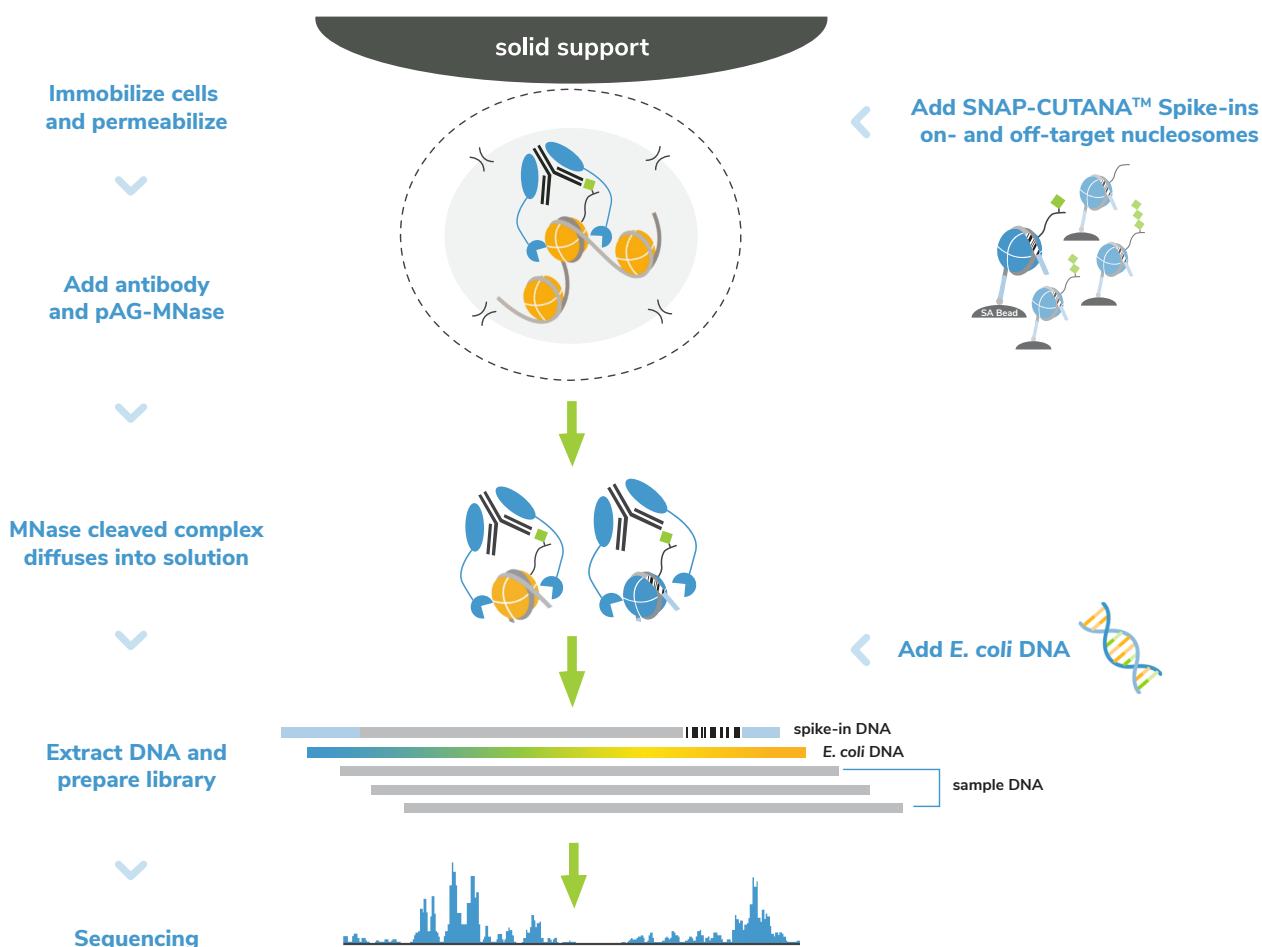 solid support
Immobilize cells
and permeabilize
Add SNAP-CUTANA™ Spike-ins
on- and off-target nucleosomes
SA Bead
Add antibody
and pAG-MNase
MNase cleaved complex
diffuses into solution
Add E. coli DNA
Extract DNA and
prepare library
spike-in DNA
E. coli DNA
sample DNA
Sequencing